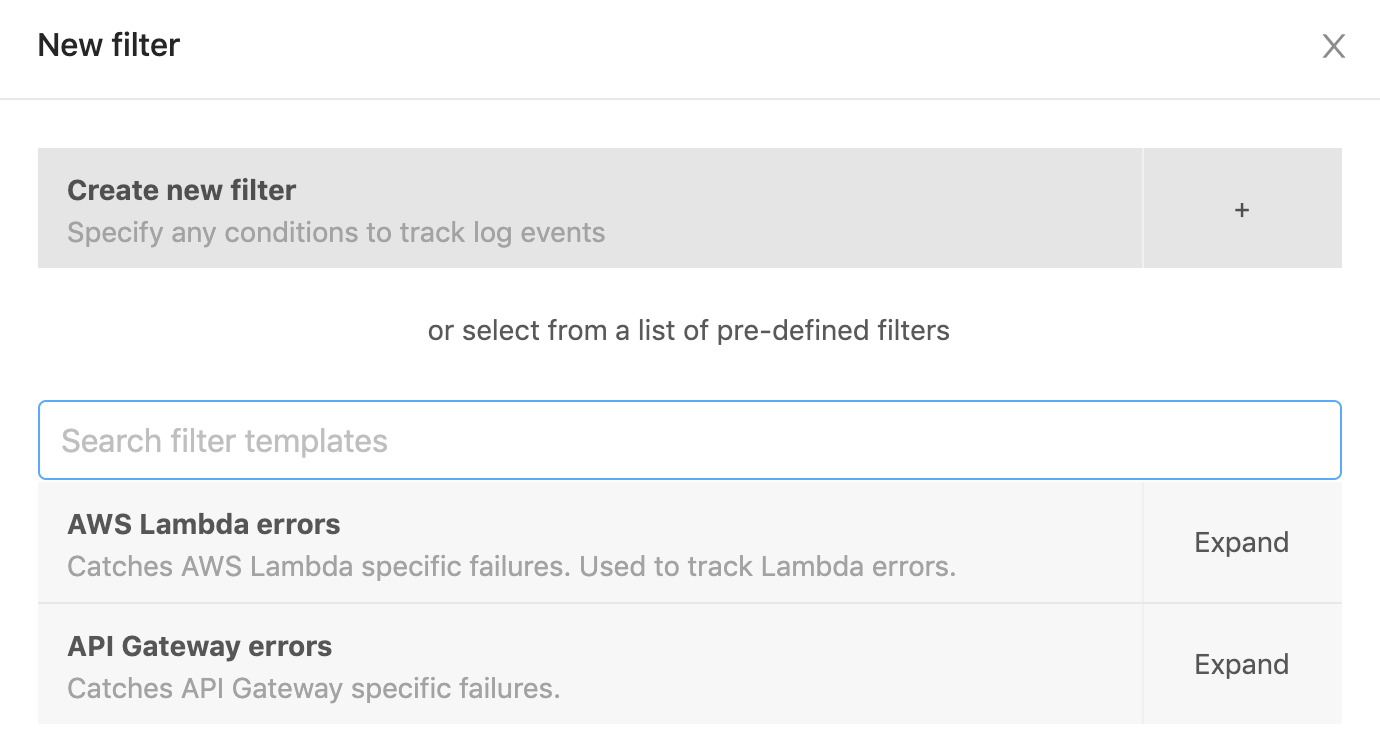 New filter
X
Create new filter
Specify any conditions to track log events
+
or select from a list of pre-defined filters
Search filter templates
AWS Lambda errors
Catches AWS Lambda specific failures. Used to track Lambda errors.
Expand
API Gateway errors
Catches API Gateway specific failures.
Expand